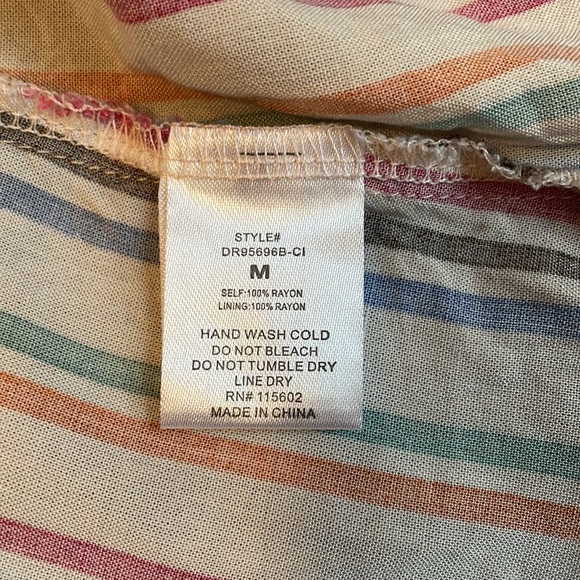 STYLE#
DR95696B-CI
M
SELF:100% RAYON
LINING:100% RAYON
HAND WASH COLD
DO NOT BLEACH
DO NOT TUMBLE DRY
LINE DRY
RN# 115602
MADE IN CHINA